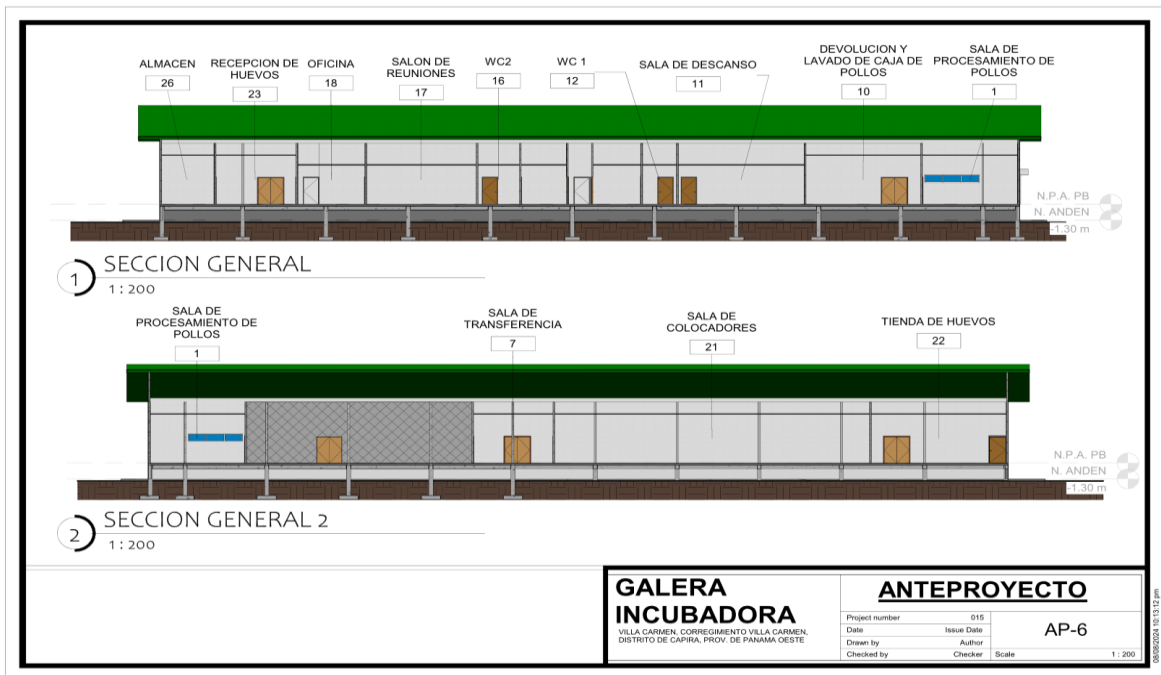 ALMACEN
26
RECEPCION DE
HUEVOS
23
OFICINA
18
SALON DE
REUNIONES
17
WC2
16
WC 1
12
SALA DE DESCANSO
11
DEVOLUCION Y
LAVADO DE CAJA DE
POLLOS
10
SALA DE
PROCESAMIENTO DE
POLLOS
1
N.P.A. PB
N. ANDEN
-1.30 m
1
SECCION GENERAL
1 : 200
SALA DE
PROCESAMIENTO DE
POLLOS
1
SALA DE
TRANSFERENCIA
7
SALA DE
COLOCADORES
21
TIENDA DE HUEVOS
22
N.P.A. PB
N. ANDEN
-1.30 m
2
SECCION GENERAL 2
1 : 200
GALERA
INCUBADORA
VILLA CARMEN, CORREGIMIENTO VILLA CARMEN,
DISTRITO DE CAPIRA, PROV. DE PANAMA OESTE
ANTEPROYECTO
Project number 015
Date Issue Date
Drawn by Author
Checked by Checker
AP-6
Scale 1 : 200
08/08/2024 10:13:12 pm